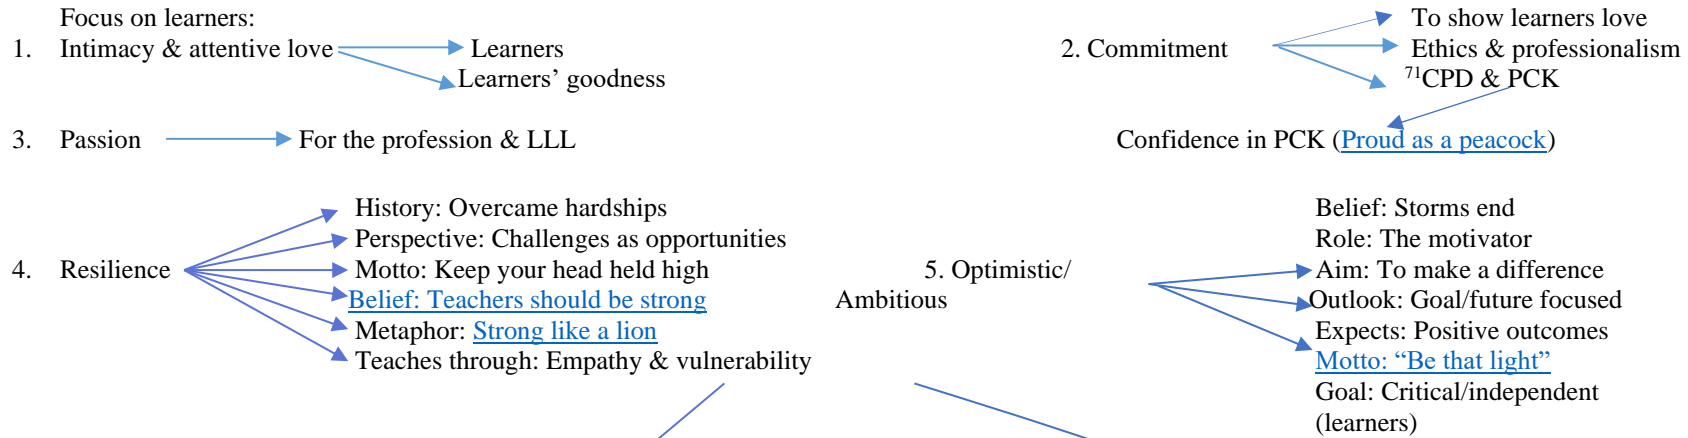 Focus on learners:
1. Intimacy & attentive love
Learners
Learners’ goodness
2. Commitment
To show learners love
Ethics & professionalism
71CPD & PCK
3. Passion
For the profession & LLL
Confidence in PCK (Proud as a peacock)
4. Resilience
History: Overcame hardships
Perspective: Challenges as opportunities
Motto: Keep your head held high
Belief: Teachers should be strong
Metaphor: Strong like a lion
Teaches through: Empathy & vulnerability
5. Optimistic/
Ambitious
Belief: Storms end
Role: The motivator
Aim: To make a difference
Outlook: Goal/future focused
Expects: Positive outcomes
Motto: “Be that light”
Goal: Critical/independent
(learners)